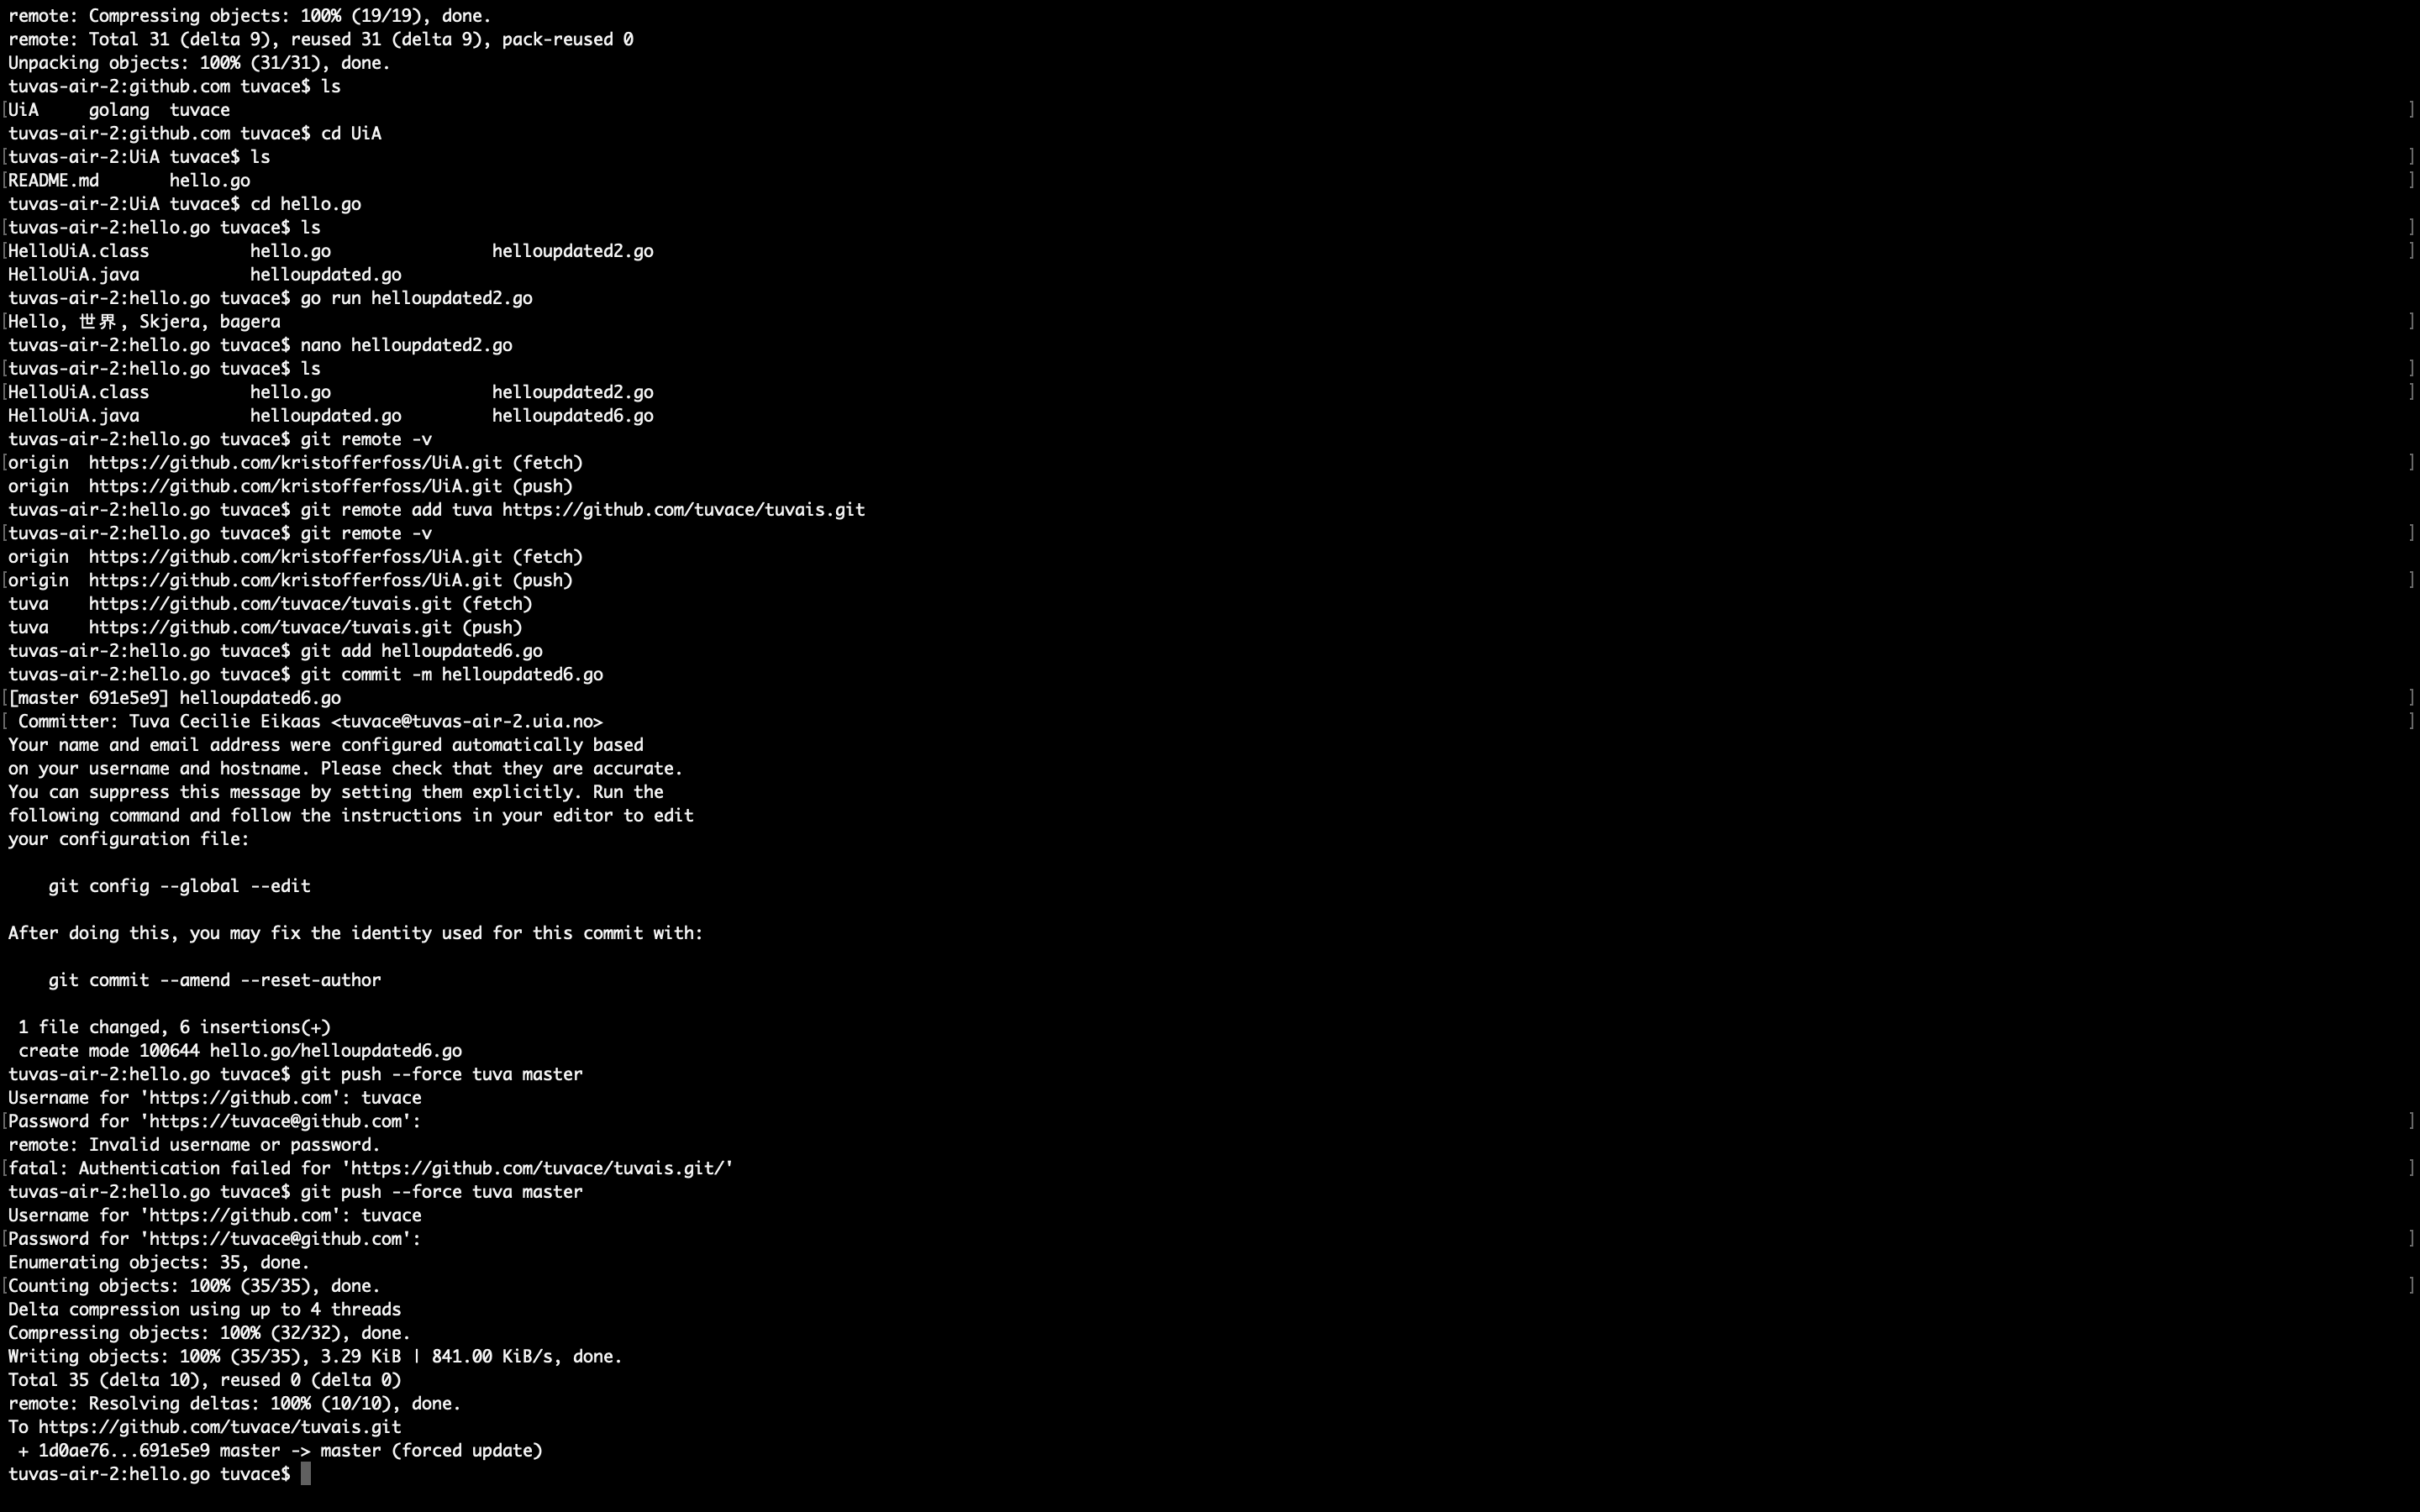 remote: Compressing objects: 100% (19/19), done.
remote: Total 31 (delta 9), reused 31 (delta 9), pack-reused 0
Unpacking objects: 100% (31/31), done.
tuvas-air-2:github.com tuvace$ ls
[UiA     golang  tuvace ]
tuvas-air-2:github.com tuvace$ cd UiA
[tuvas-air-2:UiA tuvace$ ls ]
[README.md       hello.go ]
tuvas-air-2:UiA tuvace$ cd hello.go
[tuvas-air-2:hello.go tuvace$ ls ]
[HelloUiA.class          hello.go                helloupdated2.go ]
HelloUiA.java           helloupdated.go
tuvas-air-2:hello.go tuvace$ go run helloupdated2.go
[Hello, 世界, Skjera, bagera ]
tuvas-air-2:hello.go tuvace$ nano helloupdated2.go
[tuvas-air-2:hello.go tuvace$ ls ]
[HelloUiA.class          hello.go                helloupdated2.go ]
HelloUiA.java           helloupdated.go         helloupdated6.go
tuvas-air-2:hello.go tuvace$ git remote -v
[origin  https://github.com/kristofferfoss/UiA.git (fetch) ]
origin  https://github.com/kristofferfoss/UiA.git (push)
tuvas-air-2:hello.go tuvace$ git remote add tuva https://github.com/tuvace/tuvais.git
[tuvas-air-2:hello.go tuvace$ git remote -v ]
origin  https://github.com/kristofferfoss/UiA.git (fetch)
[origin  https://github.com/kristofferfoss/UiA.git (push) ]
tuva    https://github.com/tuvace/tuvais.git (fetch)
tuva    https://github.com/tuvace/tuvais.git (push)
tuvas-air-2:hello.go tuvace$ git add helloupdated6.go
tuvas-air-2:hello.go tuvace$ git commit -m helloupdated6.go
[[master 691e5e9] helloupdated6.go ]
[ Committer: Tuva Cecilie Eikaas <tuvace@tuvas-air-2.uia.no> ]
Your name and email address were configured automatically based
on your username and hostname. Please check that they are accurate.
You can suppress this message by setting them explicitly. Run the
following command and follow the instructions in your editor to edit
your configuration file:
    git config --global --edit
After doing this, you may fix the identity used for this commit with:
    git commit --amend --reset-author
 1 file changed, 6 insertions(+)
 create mode 100644 hello.go/helloupdated6.go
tuvas-air-2:hello.go tuvace$ git push --force tuva master
Username for 'https://github.com': tuvace
[Password for 'https://tuvace@github.com': ]
remote: Invalid username or password.
[fatal: Authentication failed for 'https://github.com/tuvace/tuvais.git/' ]
tuvas-air-2:hello.go tuvace$ git push --force tuva master
Username for 'https://github.com': tuvace
[Password for 'https://tuvace@github.com': ]
Enumerating objects: 35, done.
[Counting objects: 100% (35/35), done. ]
Delta compression using up to 4 threads
Compressing objects: 100% (32/32), done.
Writing objects: 100% (35/35), 3.29 KiB | 841.00 KiB/s, done.
Total 35 (delta 10), reused 0 (delta 0)
remote: Resolving deltas: 100% (10/10), done.
To https://github.com/tuvace/tuvais.git
 + 1d0ae76...691e5e9 master -> master (forced update)
tuvas-air-2:hello.go tuvace$